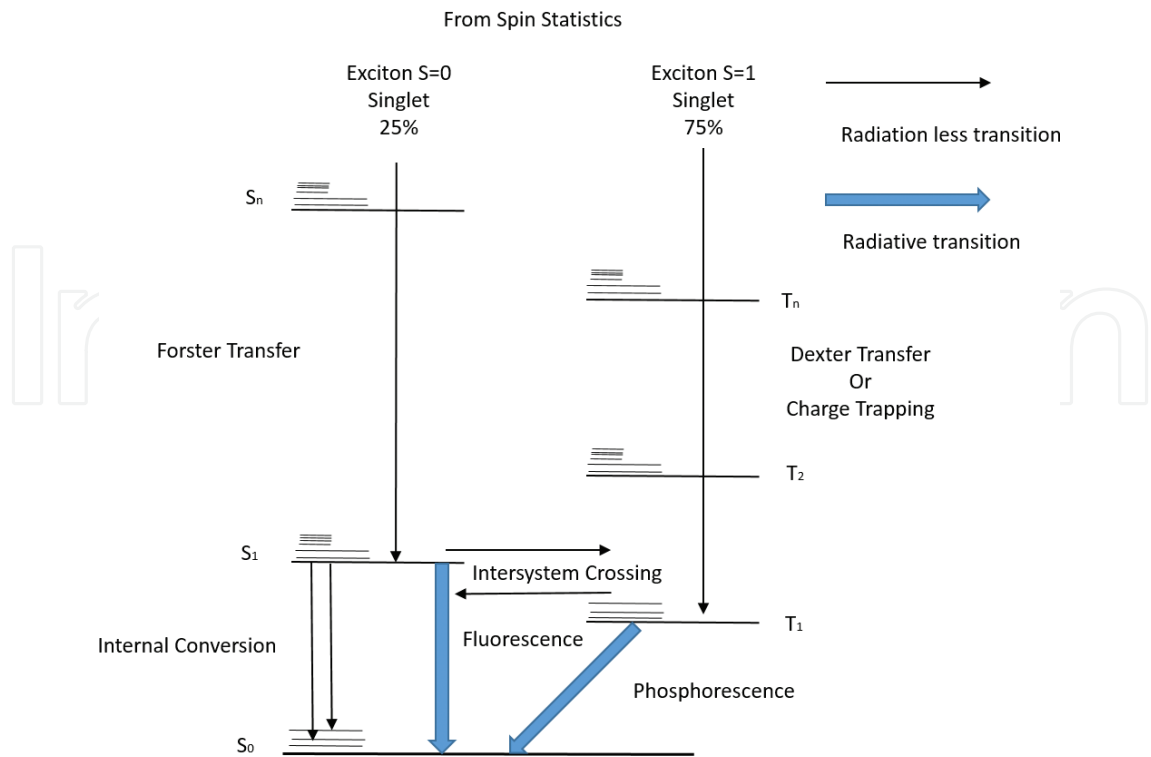 From Spin Statistics
Exciton S=0
Singlet
25%
Exciton S=1
Singlet
75%
Radiation less transition
Radiative transition
Sn
Tn
Forster Transfer
Dexter Transfer
Or
Charge Trapping
T2
S1
Intersystem Crossing
T1
Internal Conversion
Fluorescence
Phosphorescence
S0